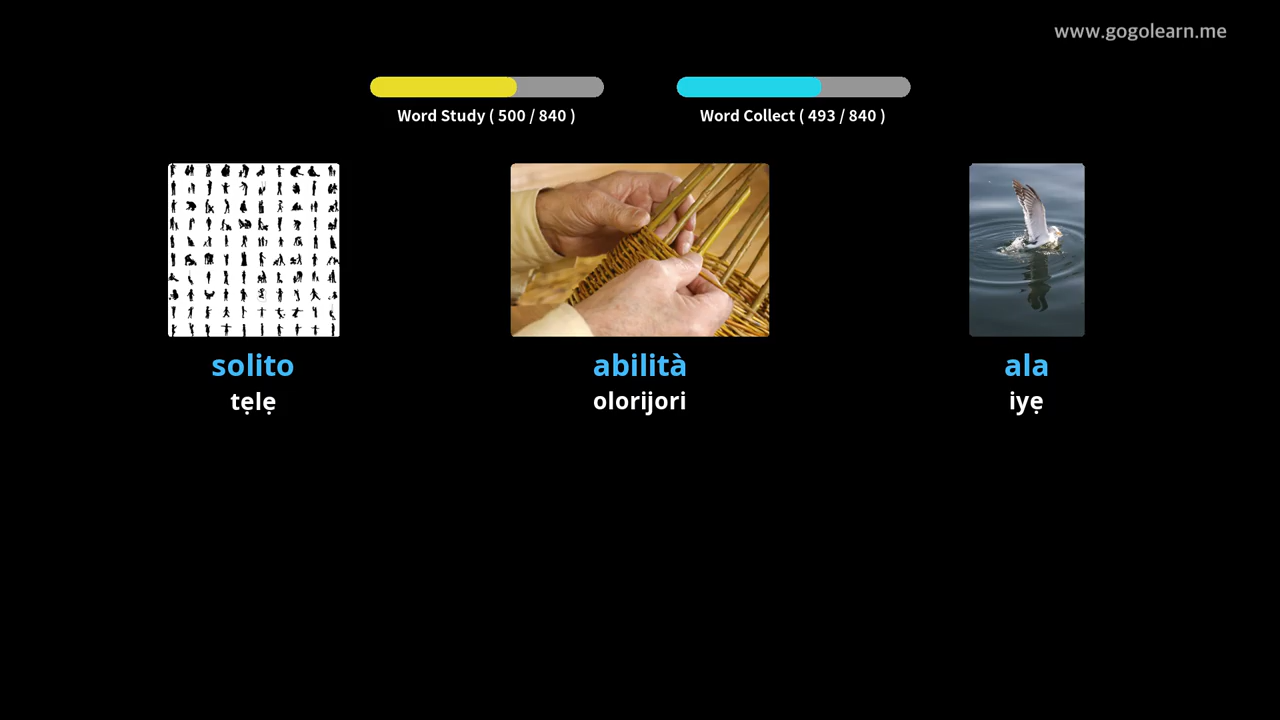 www.gogolearn.me
Word Study ( 500 / 840 )
Word Collect ( 493 / 840 )
solito
tẹlẹ
abilità
olorijori
ala
iyẹ